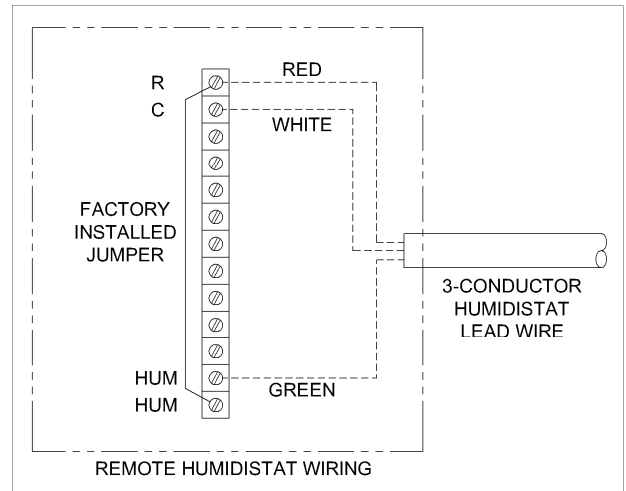 R
RED
C
WHITE
FACTORY
INSTALLED
JUMPER
3-CONDUCTOR
HUMIDISTAT
LEAD WIRE
HUM
GREEN
HUM
REMOTE HUMIDISTAT WIRING